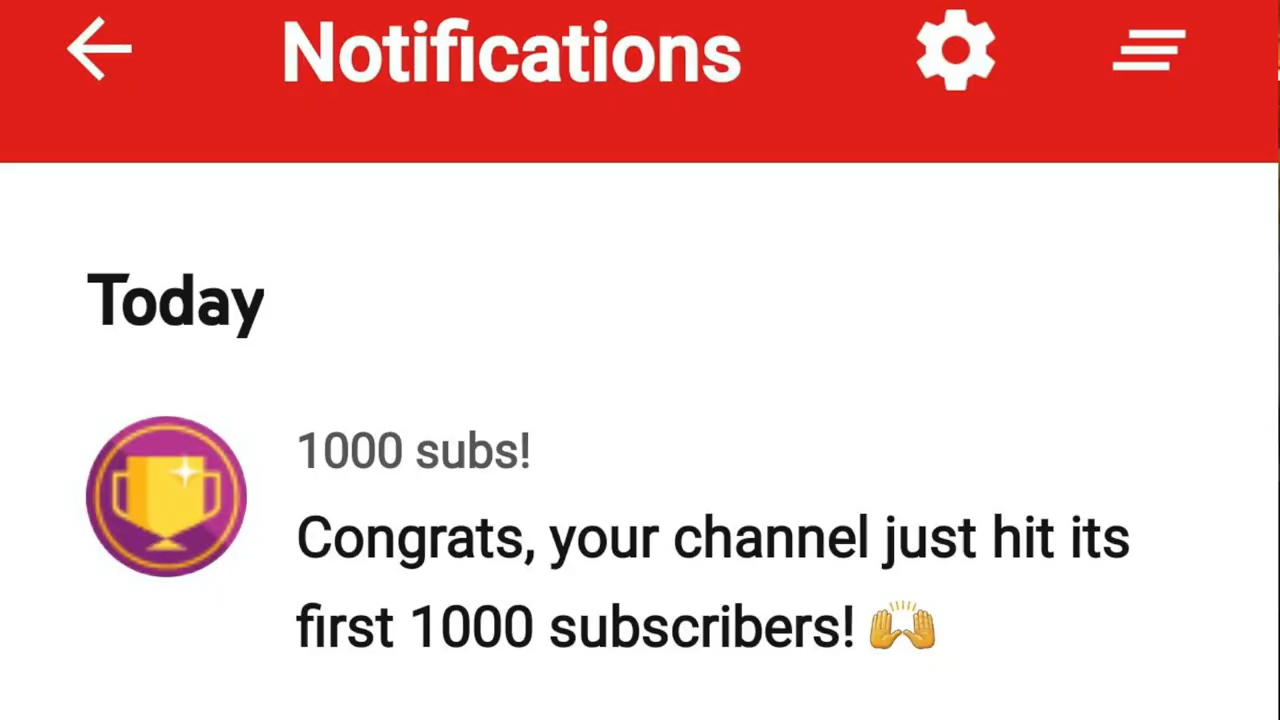 Notifications
Today
1000 subs!
Congrats, your channel just hit its
first 1000 subscribers! 🙌